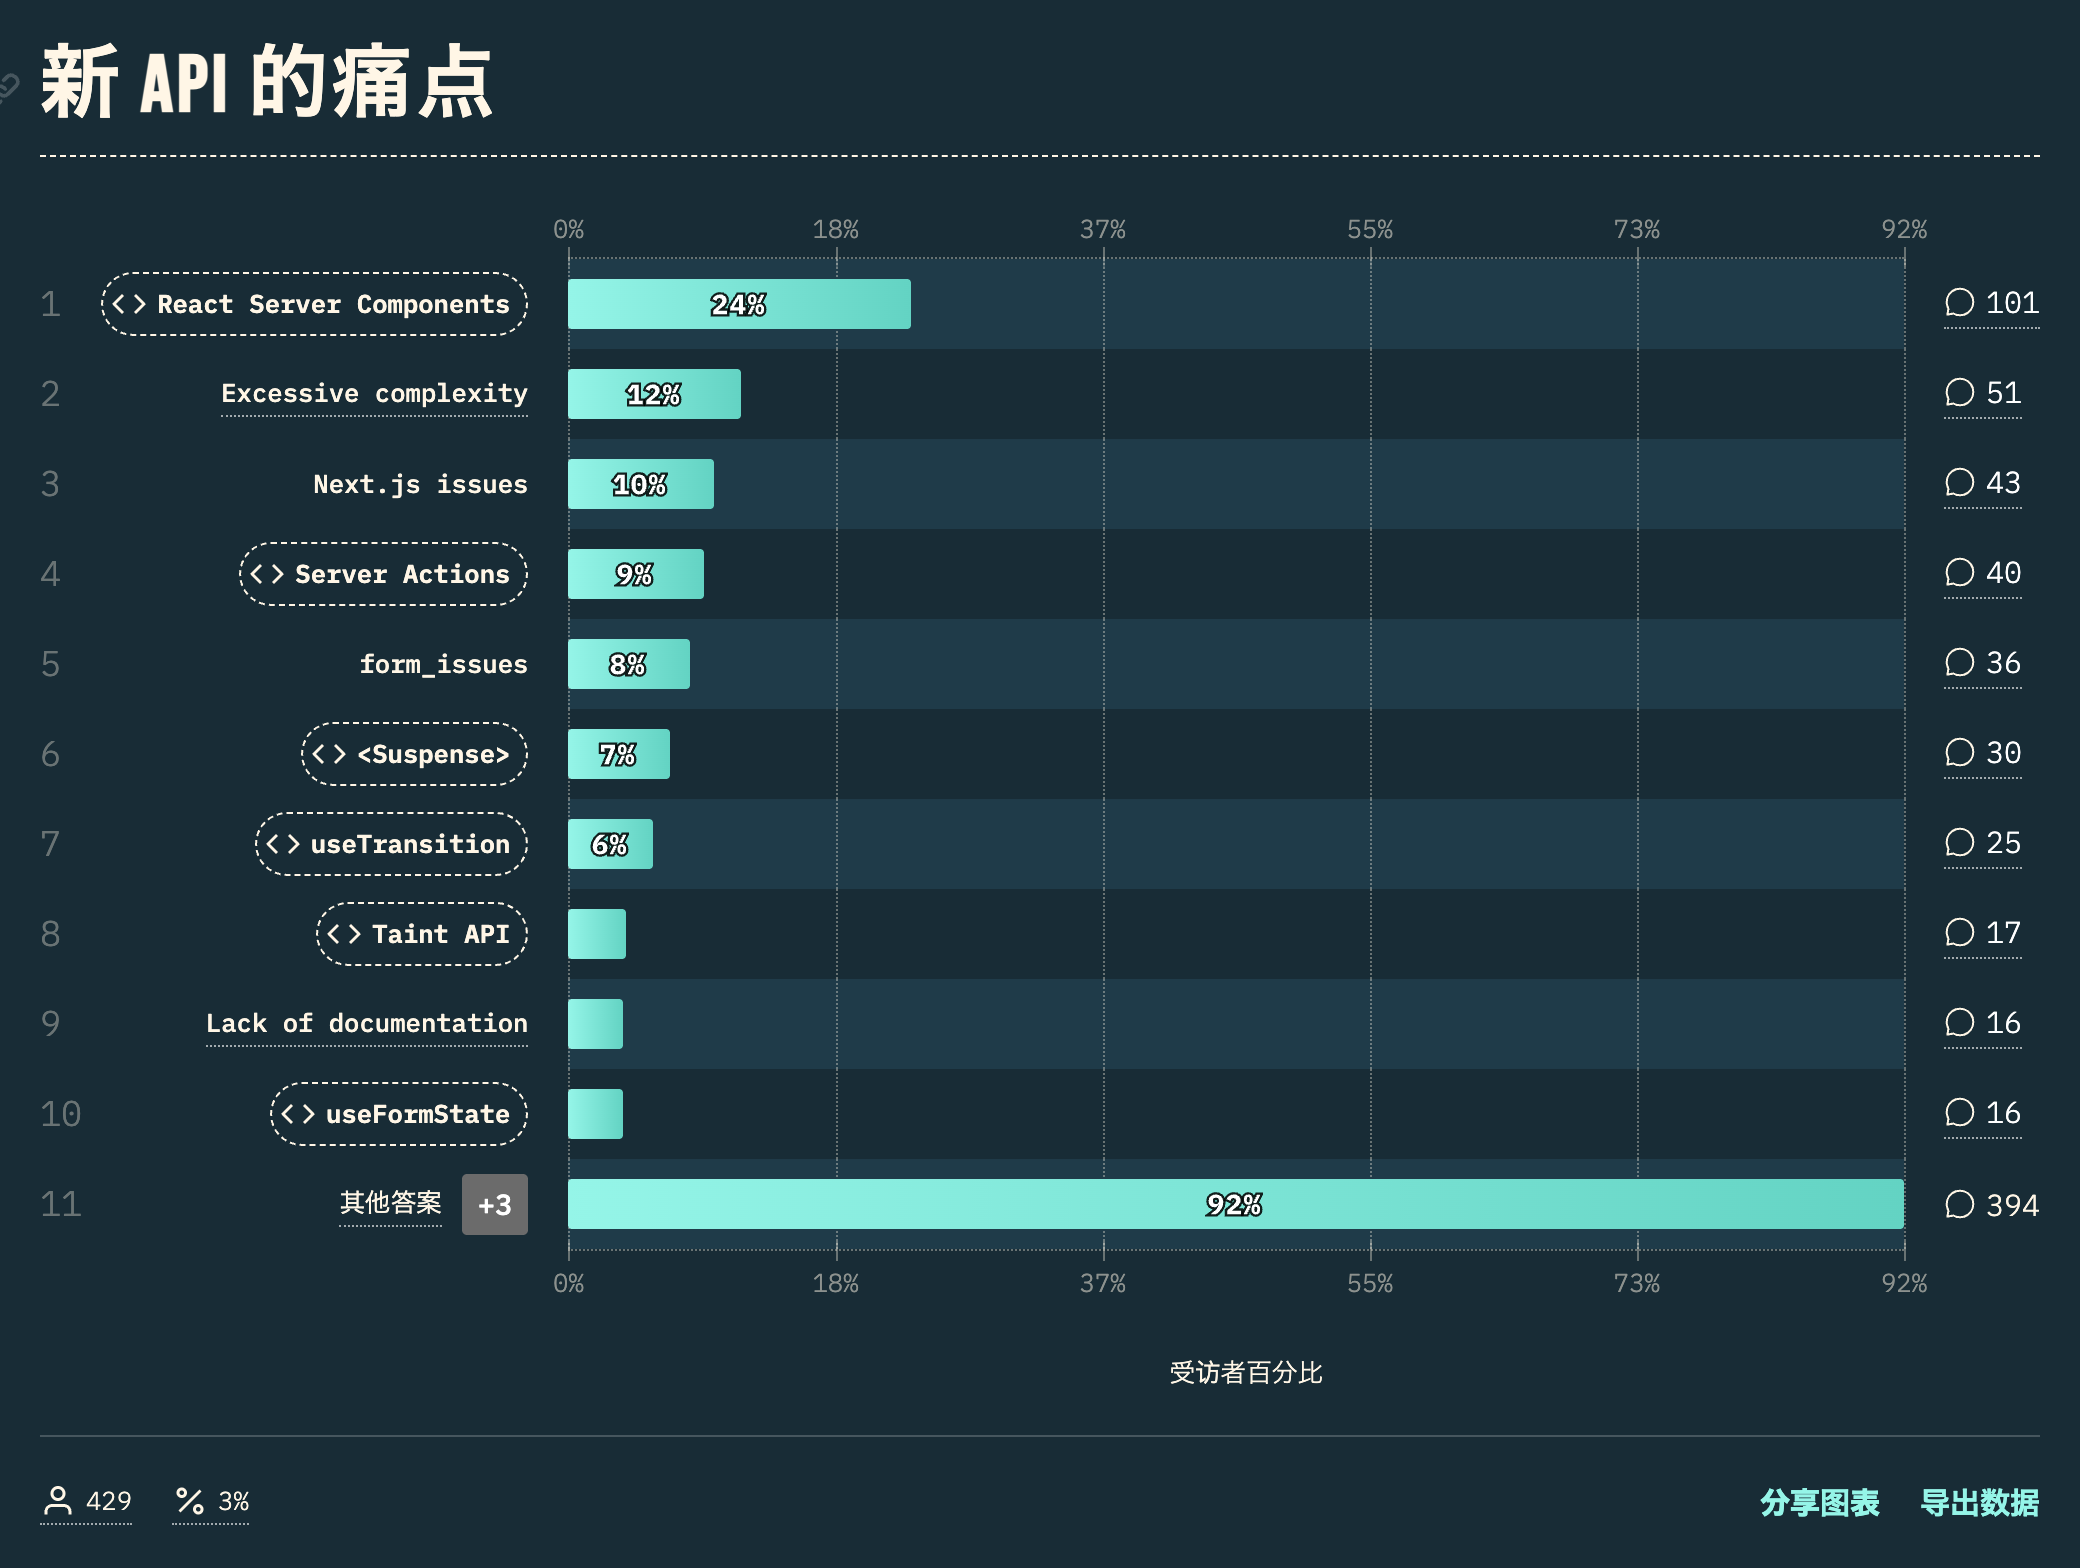 新 API 的痛点
0% 18% 37% 55% 73% 92%
1 <> React Server Components 24% 101
2 Excessive complexity 12% 51
3 Next.js issues 10% 43
4 <> Server Actions 9% 40
5 form_issues 8% 36
6 <> <Suspense> 7% 30
7 <> useTransition 6% 25
8 <> Taint API 17
9 Lack of documentation 16
10 <> useFormState 16
11 其他答案 +3 92% 394
0% 18% 37% 55% 73% 92%
受访者百分比
429 % 3% 分享图表 导出数据